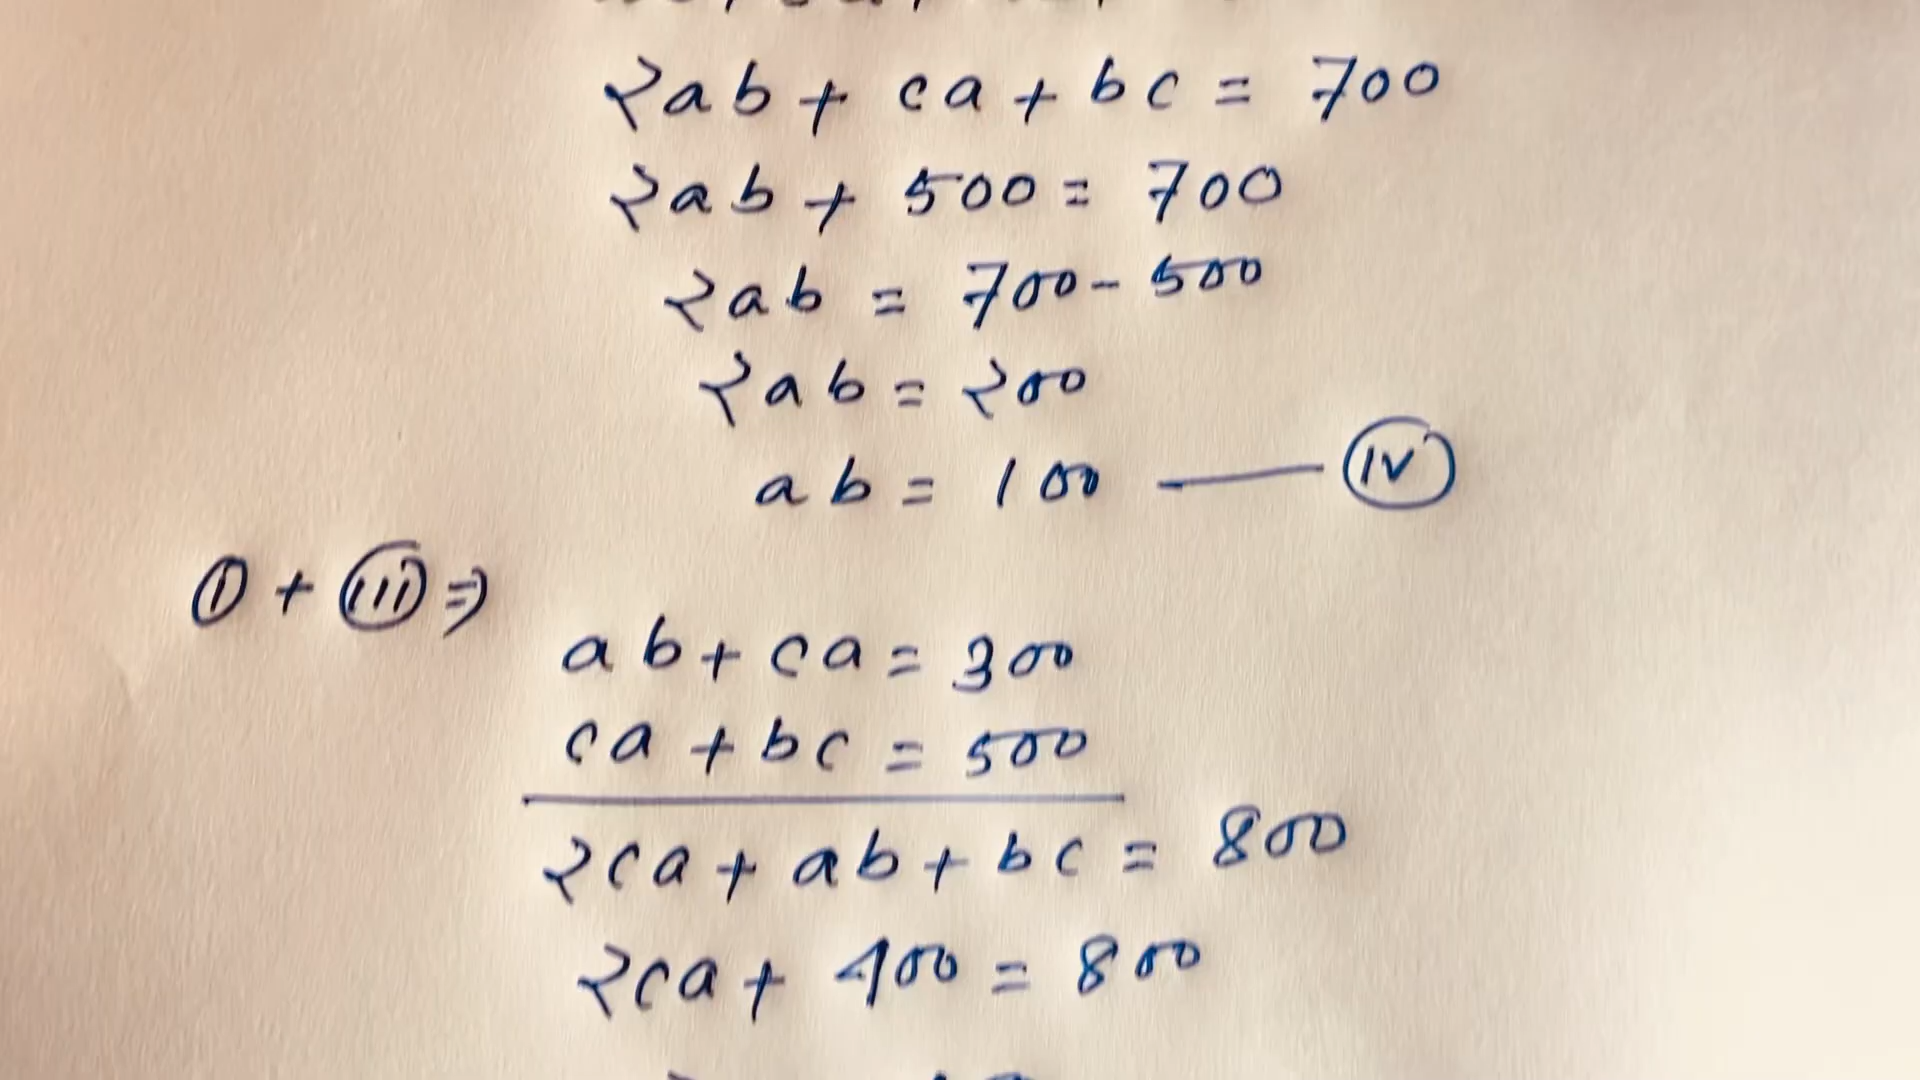 2ab + ca + bc = 700
2ab + 500 = 700
2ab = 700 - 500
2ab = 200
ab = 100 — (IV)
(I) + (III) ⇒
ab + ca = 300
ca + bc = 500
2ca + ab + bc = 800
2ca + 400 = 800